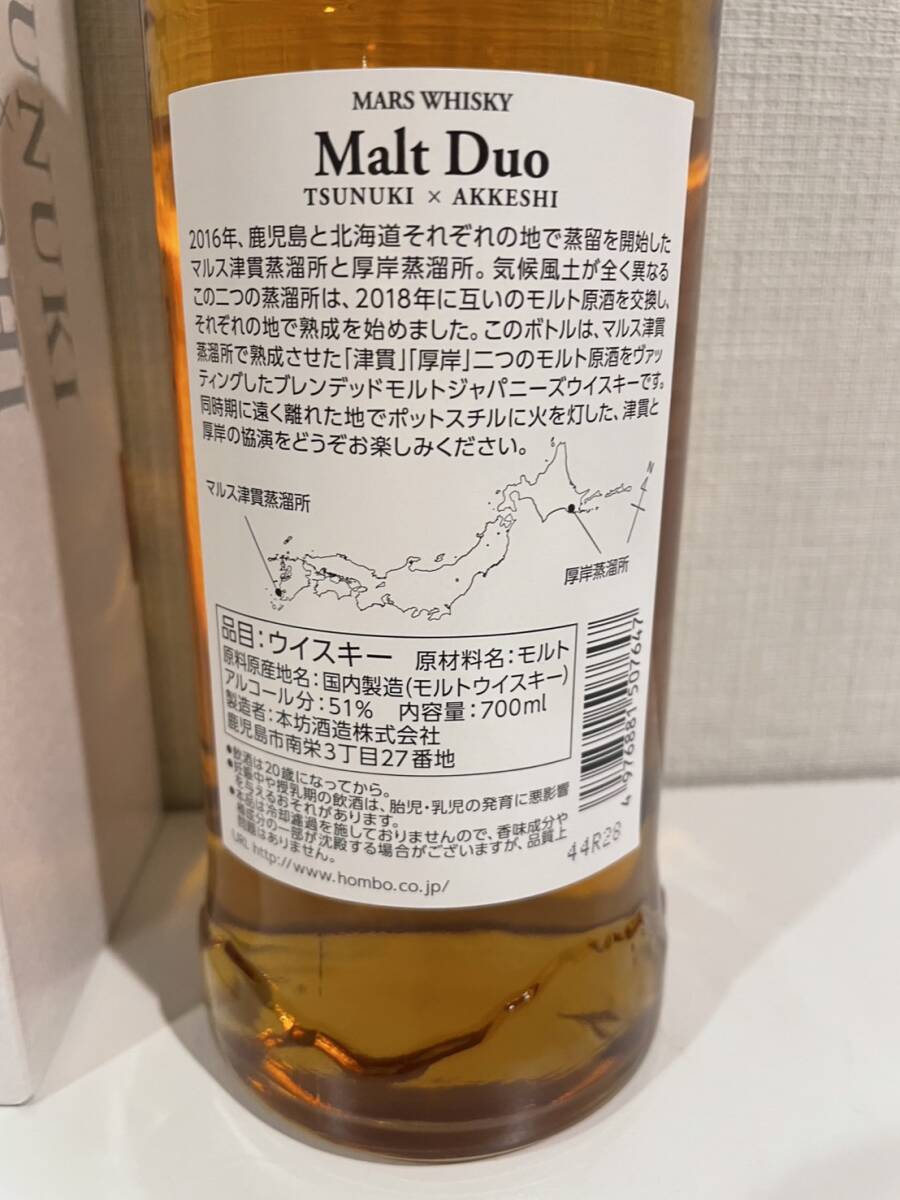 UNUKI
MARS WHISKY
Malt Duo
TSUNUKI × AKKESHI
2016年、鹿児島と北海道それぞれの地で蒸留を開始した
マルス津貫蒸溜所と厚岸蒸溜所。気候風土が全く異なる
この二つの蒸溜所は、2018年に互いのモルト原酒を交換し、
それぞれの地で熟成を始めました。このボトルは、マルス津貫
蒸溜所で熟成させた「津貫」「厚岸」二つのモルト原酒をヴァッ
ティングしたブレンデッドモルトジャパニーズウイスキーです。
同時期に遠く離れた地でポットスチルに火を灯した、津貫と
厚岸の協演をどうぞお楽しみください。
マルス津貫蒸溜所
N
厚岸蒸溜所
品目：ウイスキー 原材料名：モルト
原料原産地名：国内製造(モルトウイスキー)
アルコール分：51% 内容量：700ml
製造者：本坊酒造株式会社
鹿児島市南栄3丁目27番地
4 976881 507647
●飲酒は20歳になってから。
●妊娠中や授乳期の飲酒は、胎児・乳児の発育に悪影響
を与えるおそれがあります。
●本品は冷却濾過を施しておりませんので、香味成分や
樽成分の一部が沈殿する場合がございますが、品質上
問題はありません。
URL http://www.hombo.co.jp/
44R28